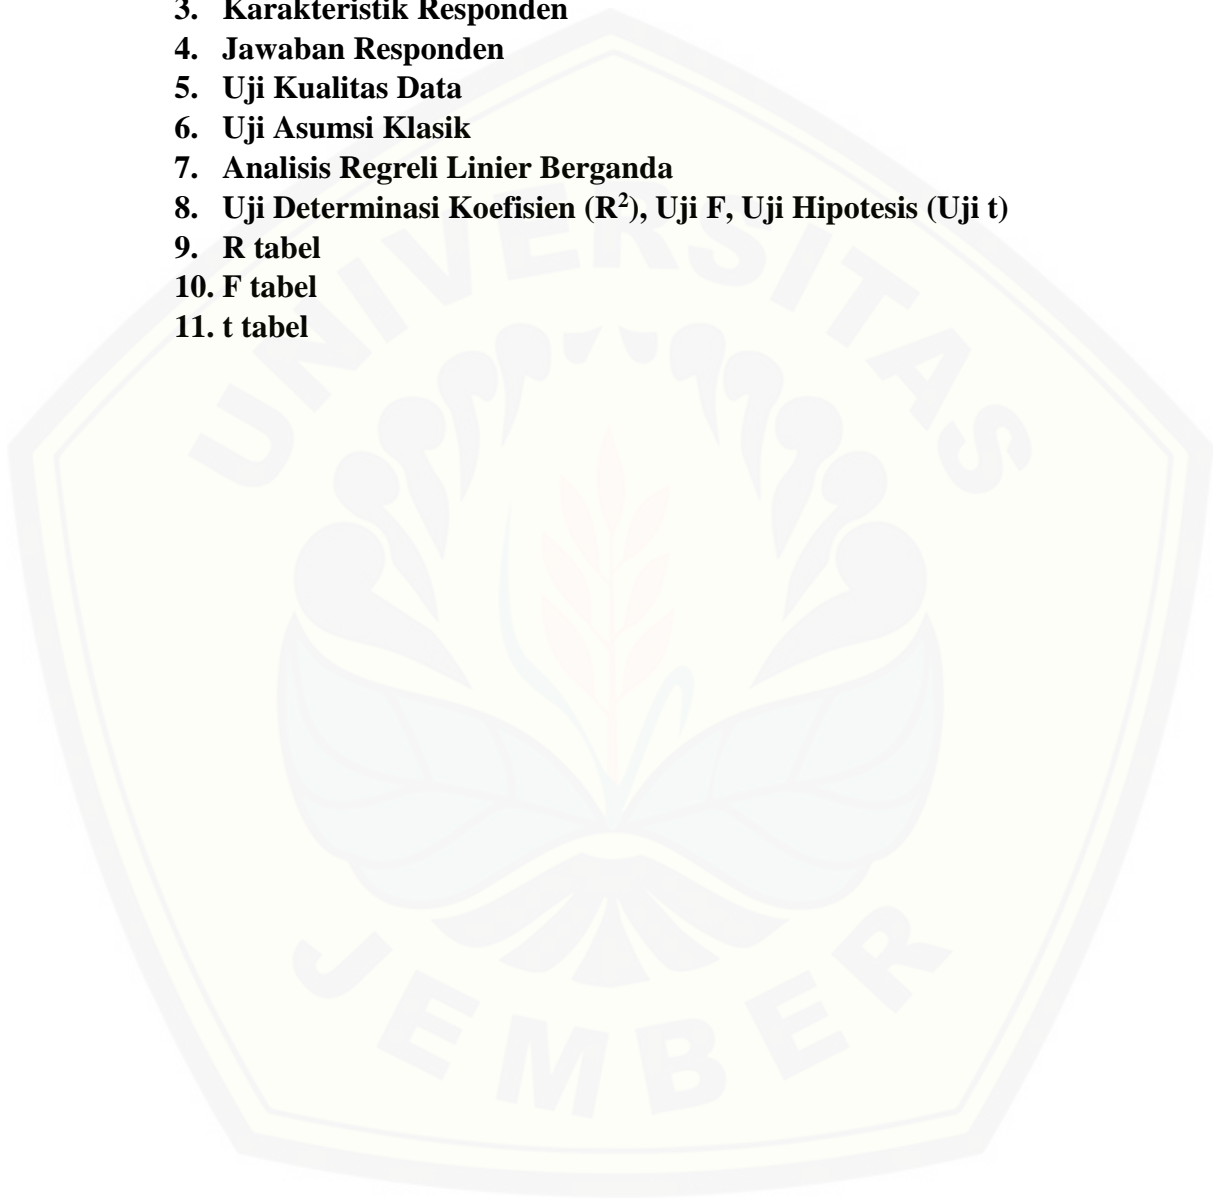 3. Karakteristik Responden
4. Jawaban Responden
5. Uji Kualitas Data
6. Uji Asumsi Klasik
7. Analisis Regreli Linier Berganda
8. Uji Determinasi Koefisien (R²), Uji F, Uji Hipotesis (Uji t)
9. R tabel
10. F tabel
11. t tabel
UNIVERSITAS
JEMBER